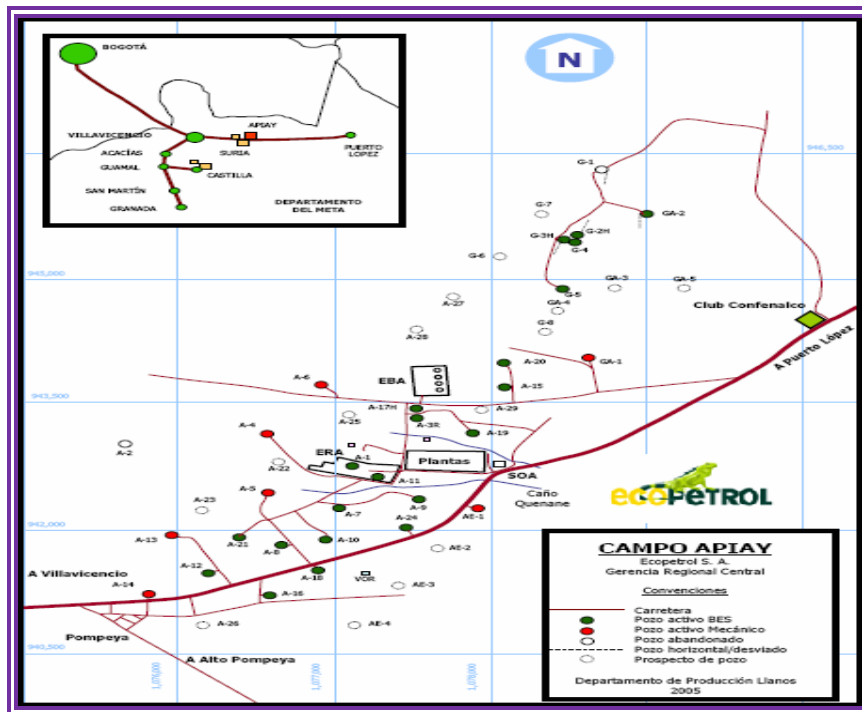 BOGOTÁ
N
VILLAVICENCIO
APIAY
ACACÍAS
SURIA
PUERTO
LOPEZ
GUAMAL
CASTILLA
SAN MARTÍN
DEPARTAMENTO
DEL META
GRANADA
946,500
G-1
G-7
GA-2
G-3H
G-2H
G-4
G-6
945,000
GA-3
GA-5
G-5
A-27
GA-4
Club Confenalco
G-8
A-28
A Puerto López
A-20
GA-1
A-6
EBA
A-15
943,500
A-17H
A-29
A-25
A-3R
A-4
A-19
A-2
ERA
A-1
A-22
Plantas
SOA
A-11
A-5
Caño
Quenane
ECOPETROL
A-23
A-7
A-9
AE-1
942,000
A-24
A-13
A-21
A-8
A-10
AE-2
A Villavicencio
A-12
A-18
VOR
AE-3
A-14
A-16
Pompeya
A-26
AE-4
940,500
A Alto Pompeya
1,076,000
1,077,000
1,078,000
CAMPO APIAY
Ecopetrol S. A.
Gerencia Regional Central
Convenciones
Carretera
Pozo activo BES
Pozo activo Mecánico
Pozo abandonado
Pozo horizontal/desviado
Prospecto de pozo
Departamento de Producción Llanos
2005